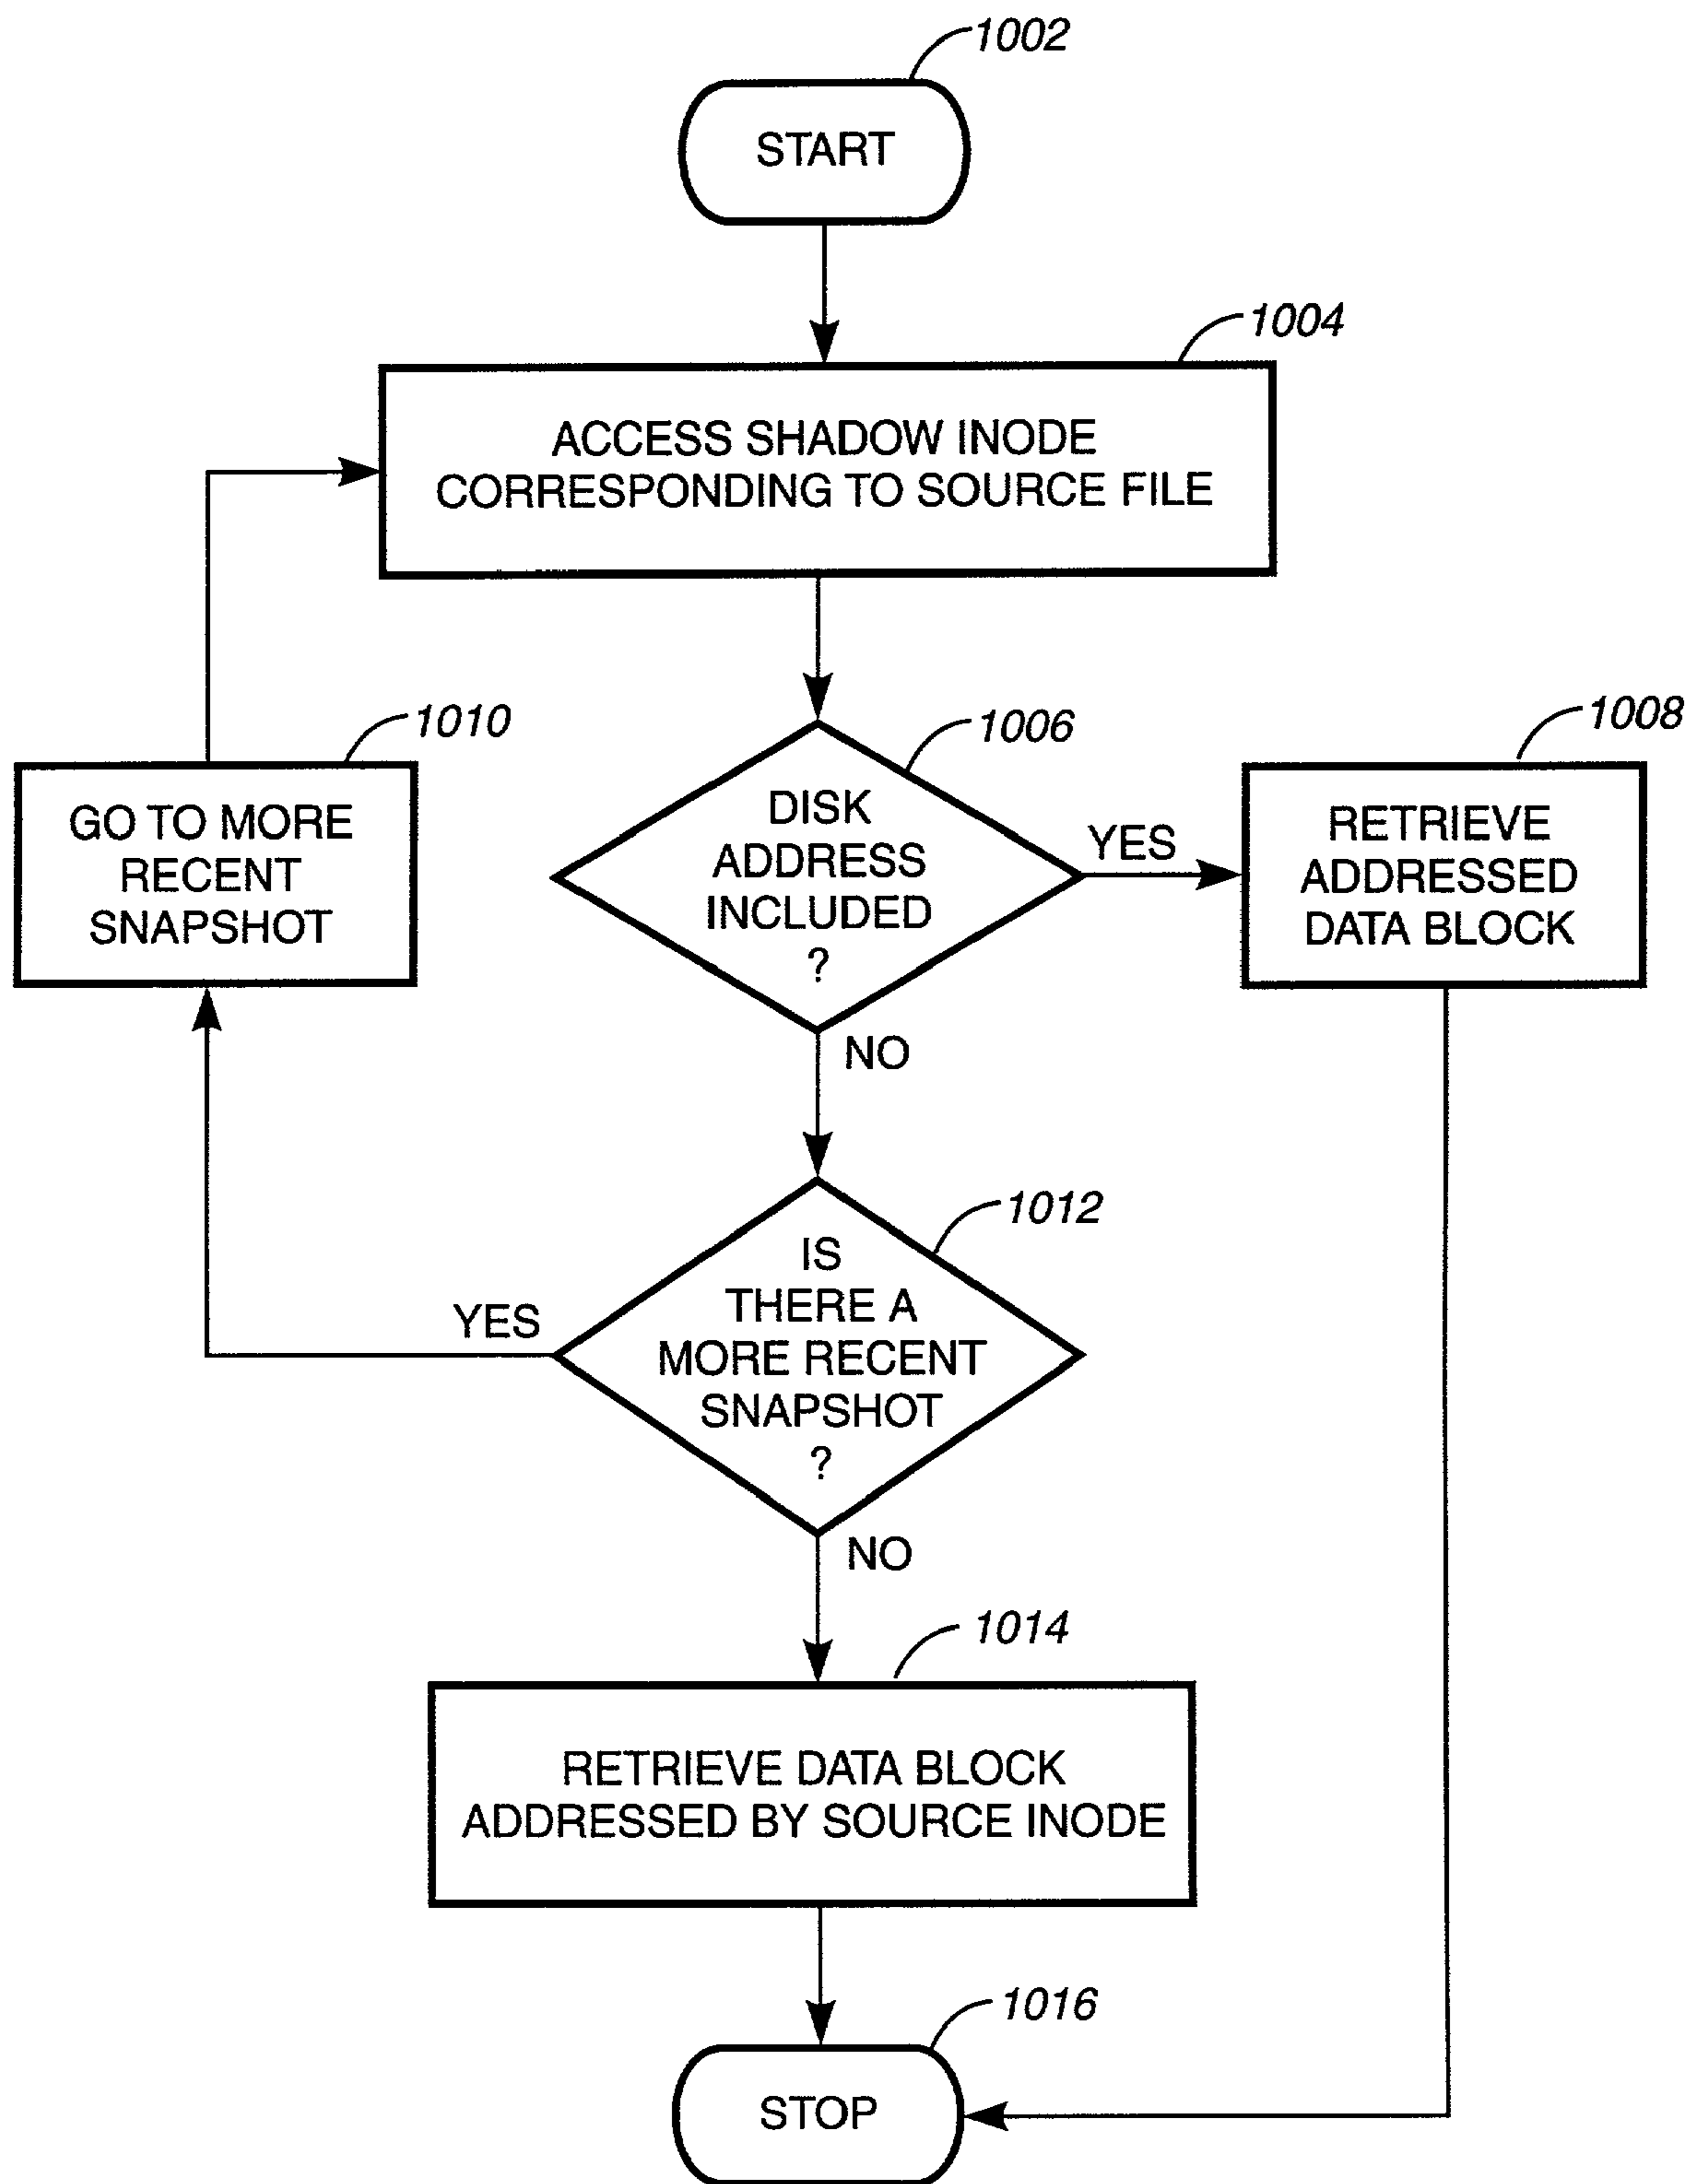 1002
START
1004
ACCESS SHADOW INODE
CORRESPONDING TO SOURCE FILE
1006
DISK
ADDRESS
INCLUDED
?
YES
NO
1008
RETRIEVE
ADDRESSED
DATA BLOCK
1010
GO TO MORE
RECENT
SNAPSHOT
1012
IS
THERE A
MORE RECENT
SNAPSHOT
?
YES
NO
1014
RETRIEVE DATA BLOCK
ADDRESSED BY SOURCE INODE
1016
STOP